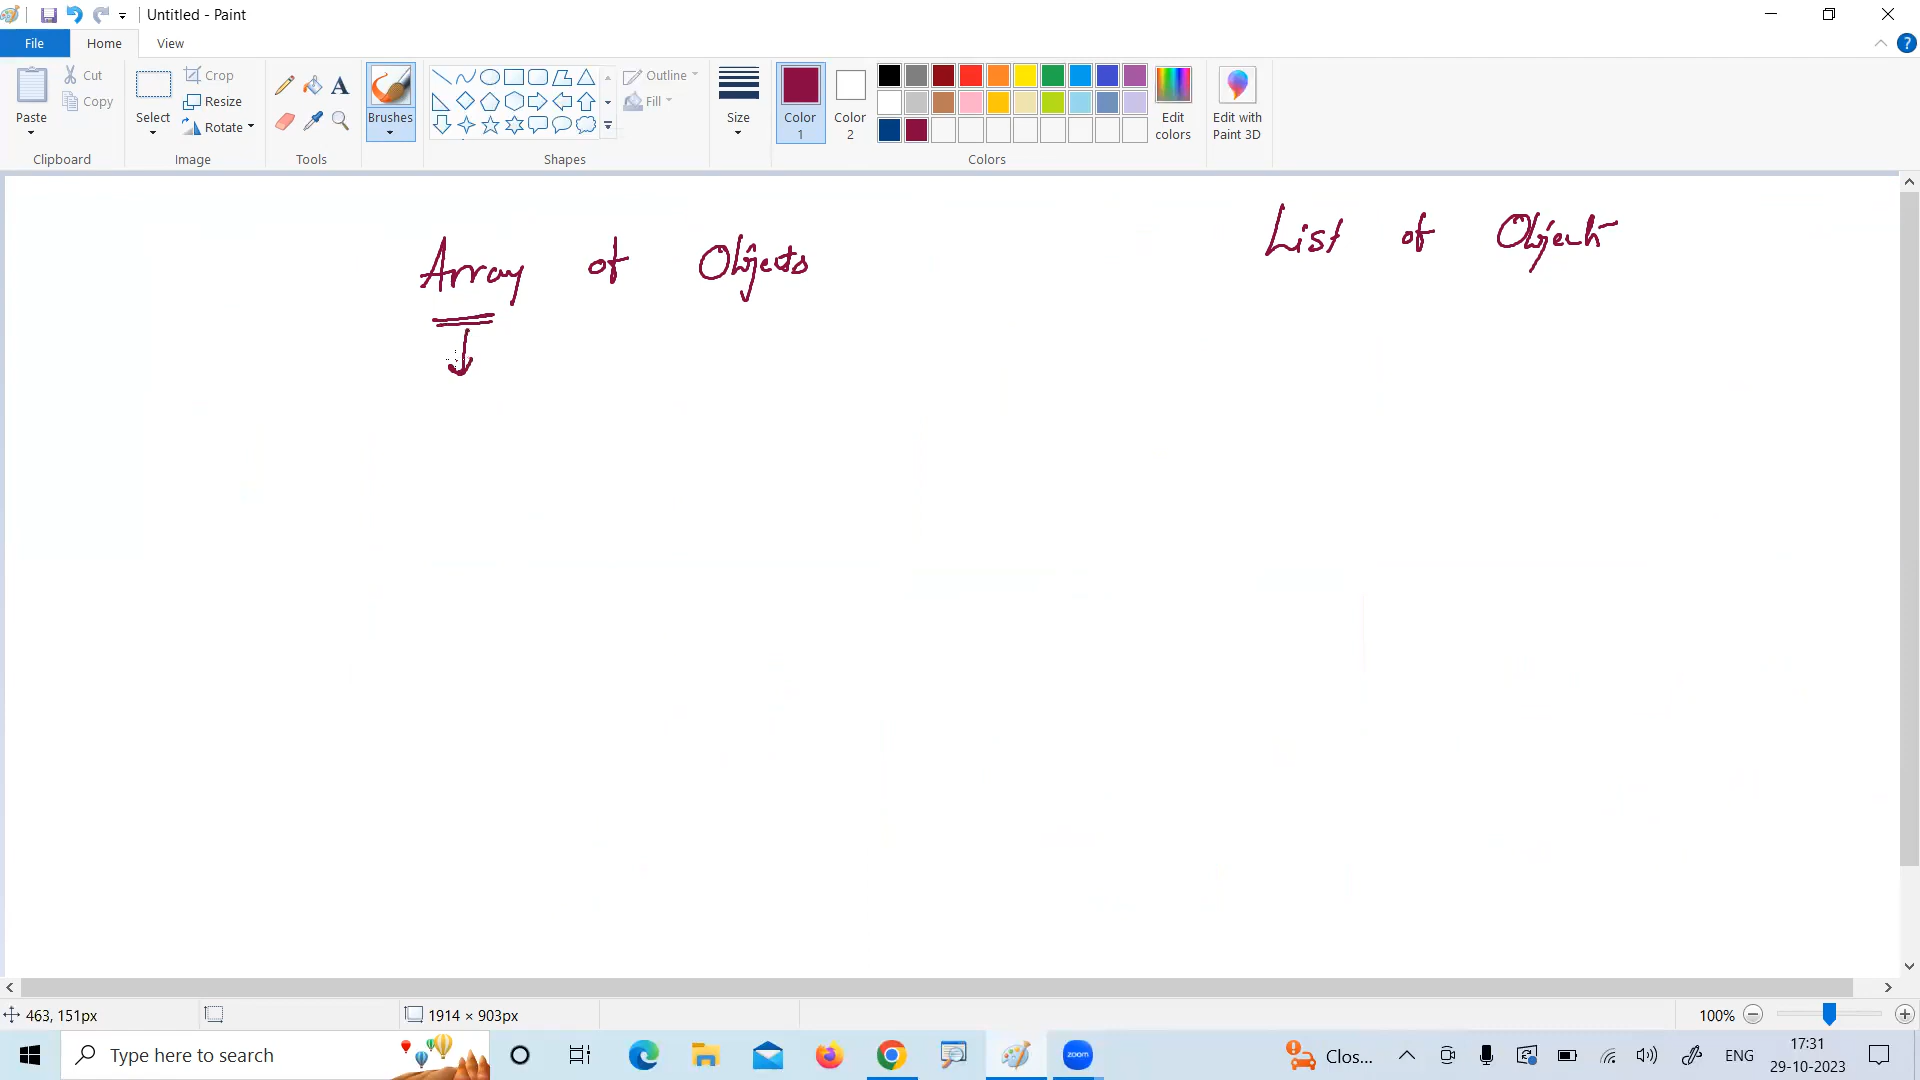 Untitled - Paint
File Home View
Paste Cut Copy Clipboard
Select Crop Resize Rotate Image
Tools
Brushes
Outline Fill Shapes
Size
Color 1 Color 2 Edit colors Edit with Paint 3D Colors
Array of Objects
List of Objects
463, 151px 1914 × 903px 100%
Type here to search zoom Clos... ENG 17:31 29-10-2023